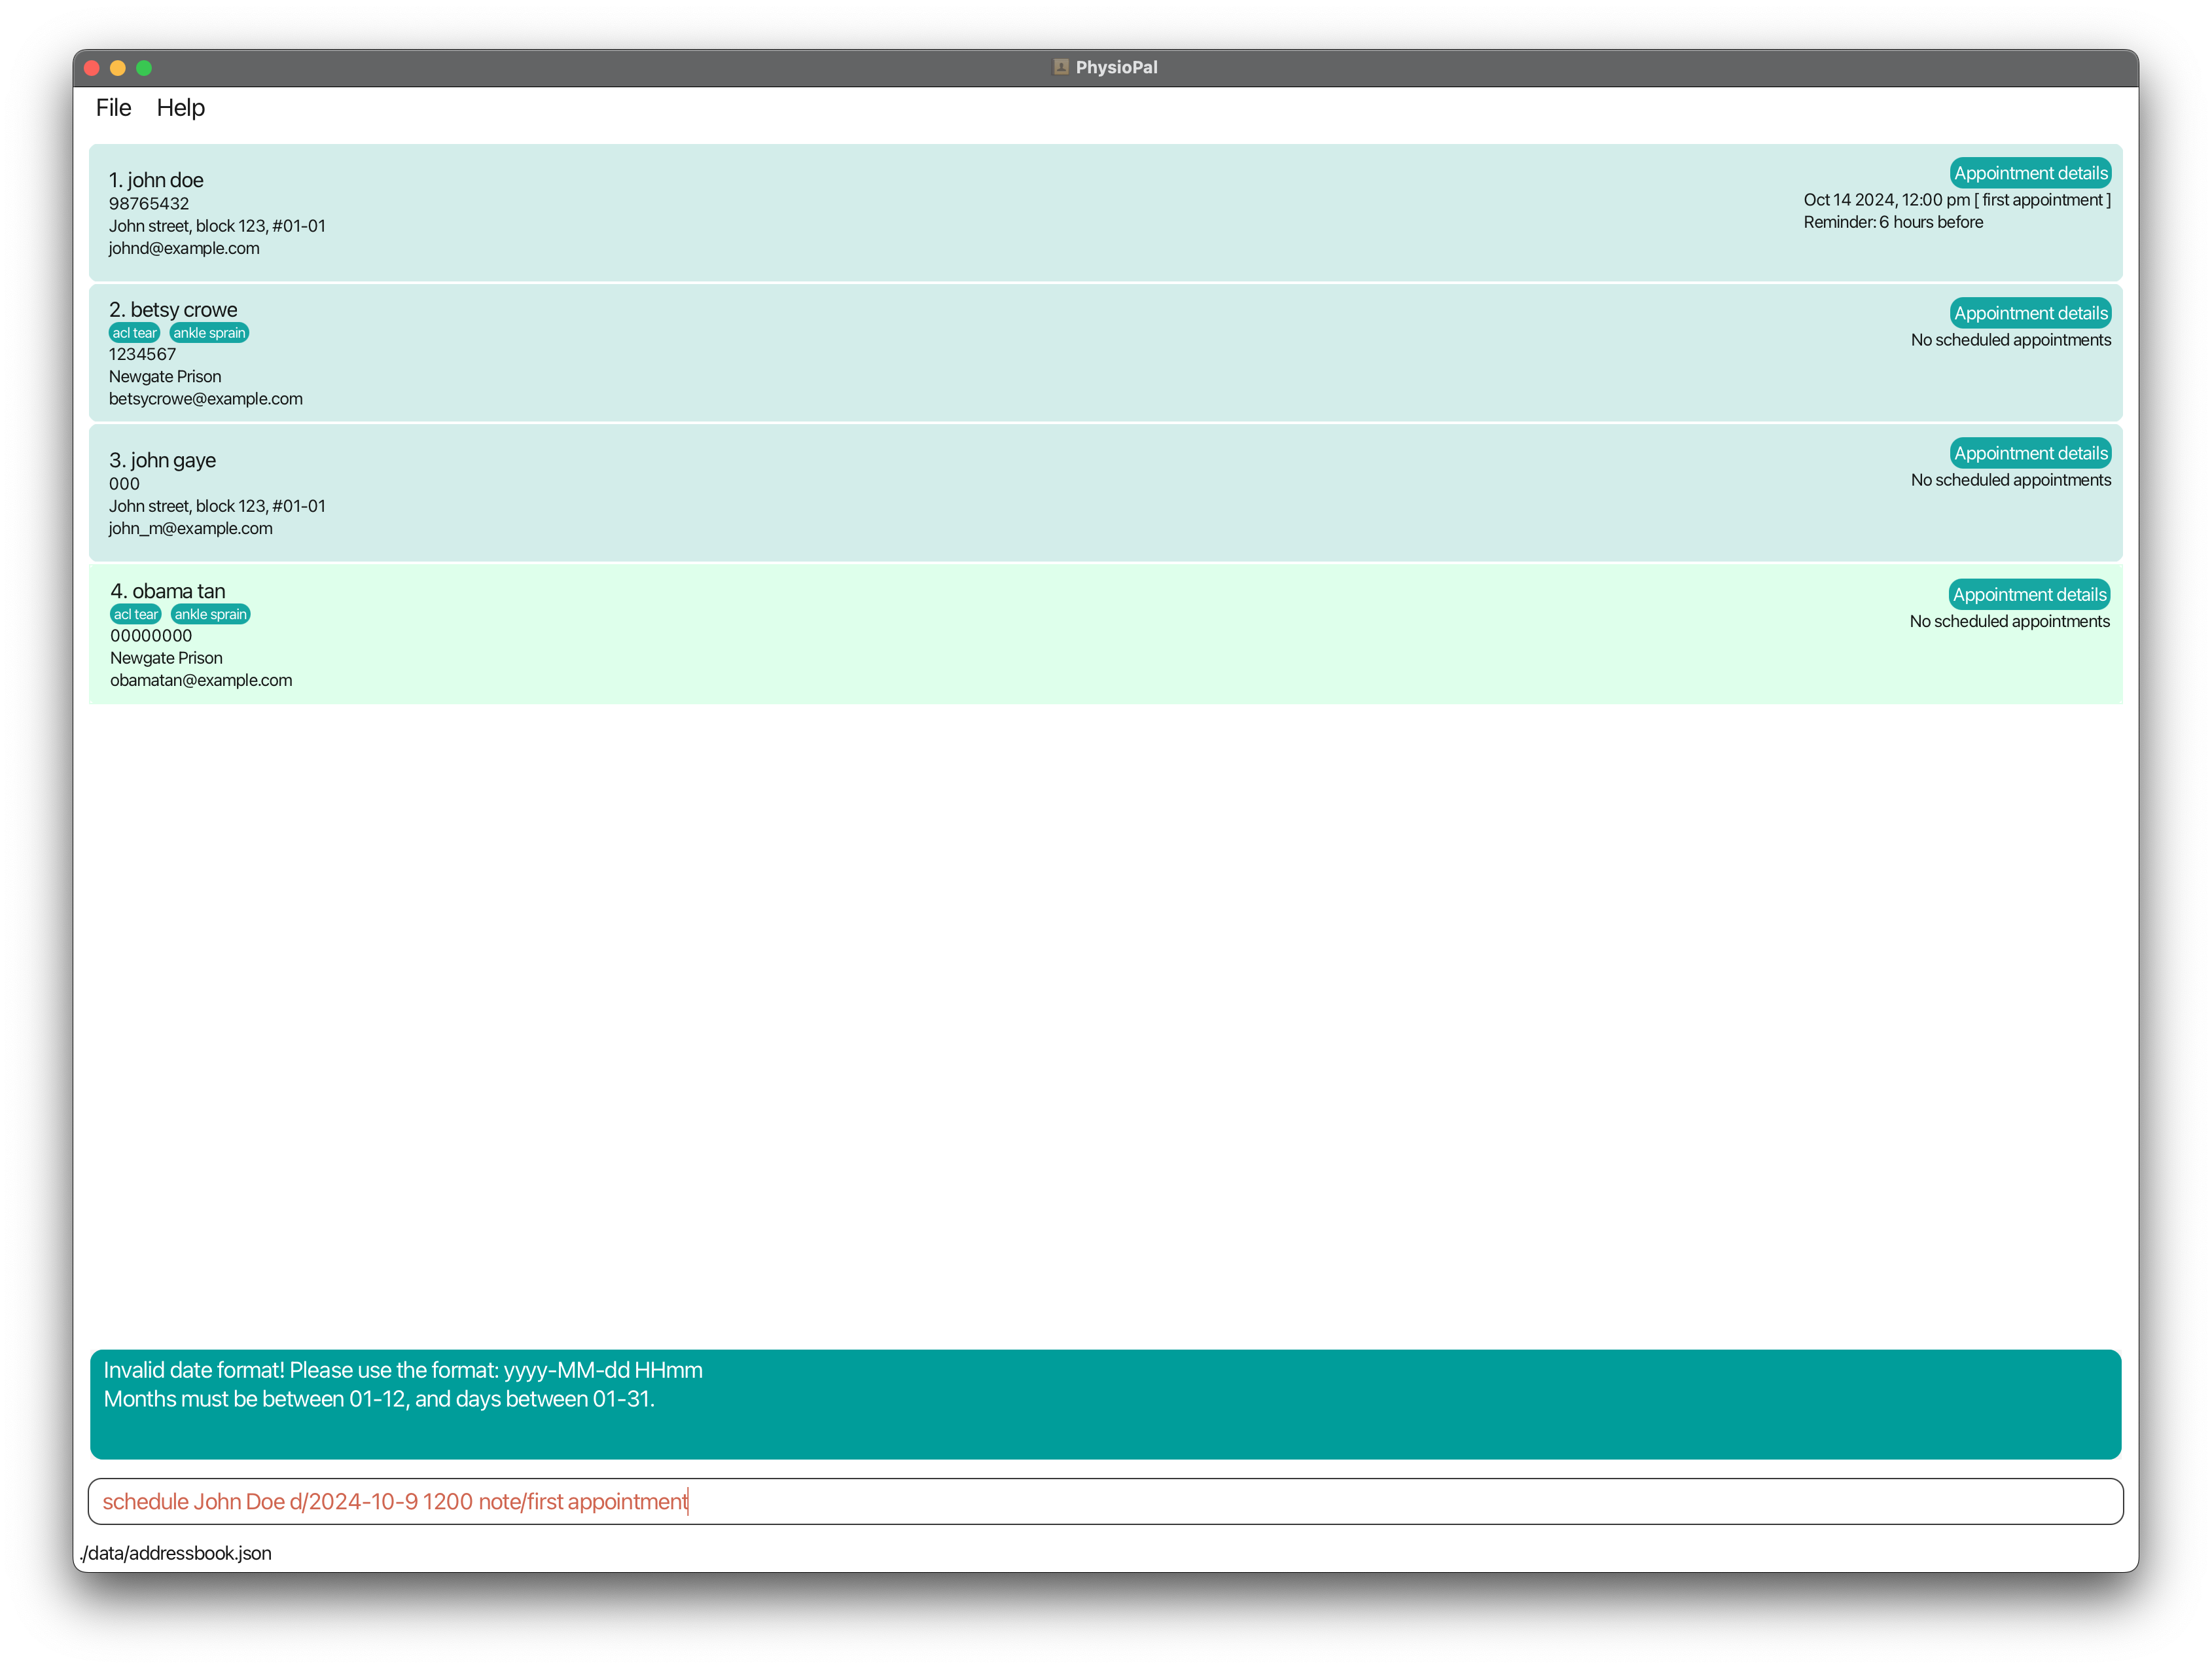 PhysioPal
File Help
1. john doe
98765432
John street, block 123, #01-01
johnd@example.com
Appointment details
Oct 14 2024, 12:00 pm [ first appointment ]
Reminder: 6 hours before
2. betsy crowe
acl tear ankle sprain
1234567
Newgate Prison
betsycrowe@example.com
Appointment details
No scheduled appointments
3. john gaye
000
John street, block 123, #01-01
john_m@example.com
Appointment details
No scheduled appointments
4. obama tan
acl tear ankle sprain
00000000
Newgate Prison
obamatan@example.com
Appointment details
No scheduled appointments
Invalid date format! Please use the format: yyyy-MM-dd HHmm
Months must be between 01-12, and days between 01-31.
schedule John Doe d/2024-10-9 1200 note/first appointment
./data/addressbook.json